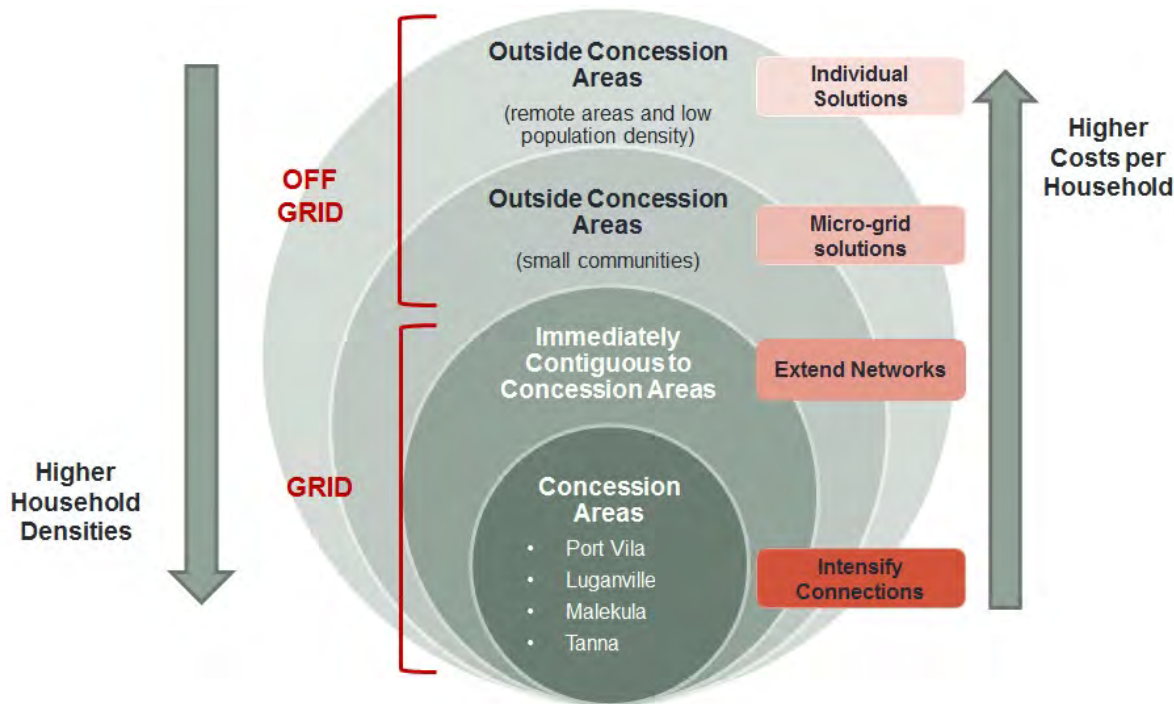 Outside Concession
Areas
(remote areas and low
population density)
Individual
Solutions
Higher
Costs per
Household
OFF
GRID
Outside Concession
Areas
(small communities)
Micro-grid
solutions
Immediately
Contiguous to
Concession Areas
Extend Networks
Higher
Household
Densities
GRID
Concession
Areas
• Port Vila
• Luganville
• Malekula
• Tanna
Intensify
Connections